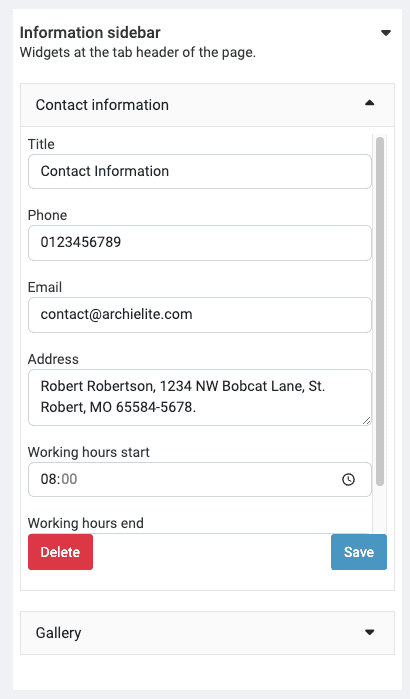 Information sidebar
Widgets at the tab header of the page.
Contact information
Title
Contact Information
Phone
0123456789
Email
contact@archielite.com
Address
Robert Robertson, 1234 NW Bobcat Lane, St.
Robert, MO 65584-5678.
Working hours start
08:00
Working hours end
Delete
Save
Gallery